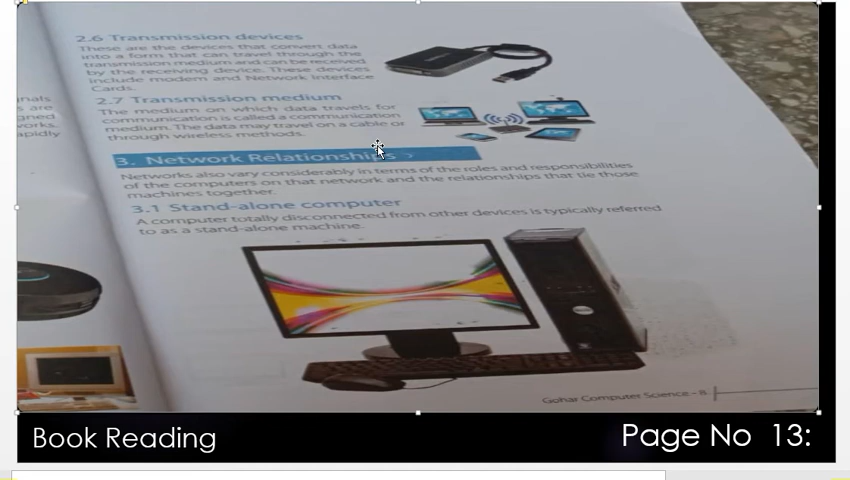 2.6 Transmission devices
These are the devices that convert data
into a form that can travel through the
transmission medium and can be received
by the receiving device. These devices
include modem and Network Interface
Cards.
2.7 Transmission medium
The medium on which data travels for
communication is called a communication
medium. The data may travel on a cable or
through wireless methods.
3. Network Relationships
Networks also vary considerably in terms of the roles and responsibilities
of the computers on that network and the relationships that tie those
machines together.
3.1 Stand-alone computer
A computer totally disconnected from other devices is typically referred
to as a stand-alone machine.
Gohar Computer Science - 8
Book Reading
Page No 13: